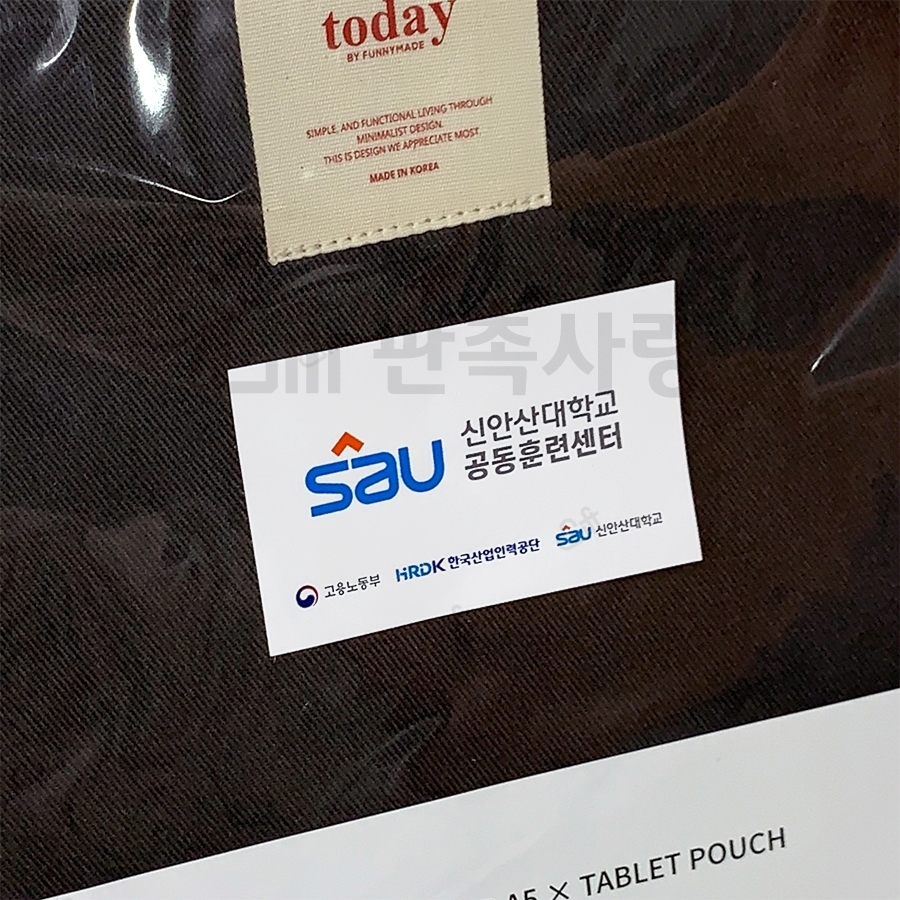 today
BY FUNNYMADE
SIMPLE, AND FUNCTIONAL LIVING THROUGH
MINIMALIST DESIGN.
THIS IS DESIGN WE APPRECIATE MOST.
MADE IN KOREA
판촉사랑
sau 신안산대학교
공동훈련센터
고용노동부 HRDK 한국산업인력공단 sau 신안산대학교
A5 × TABLET POUCH